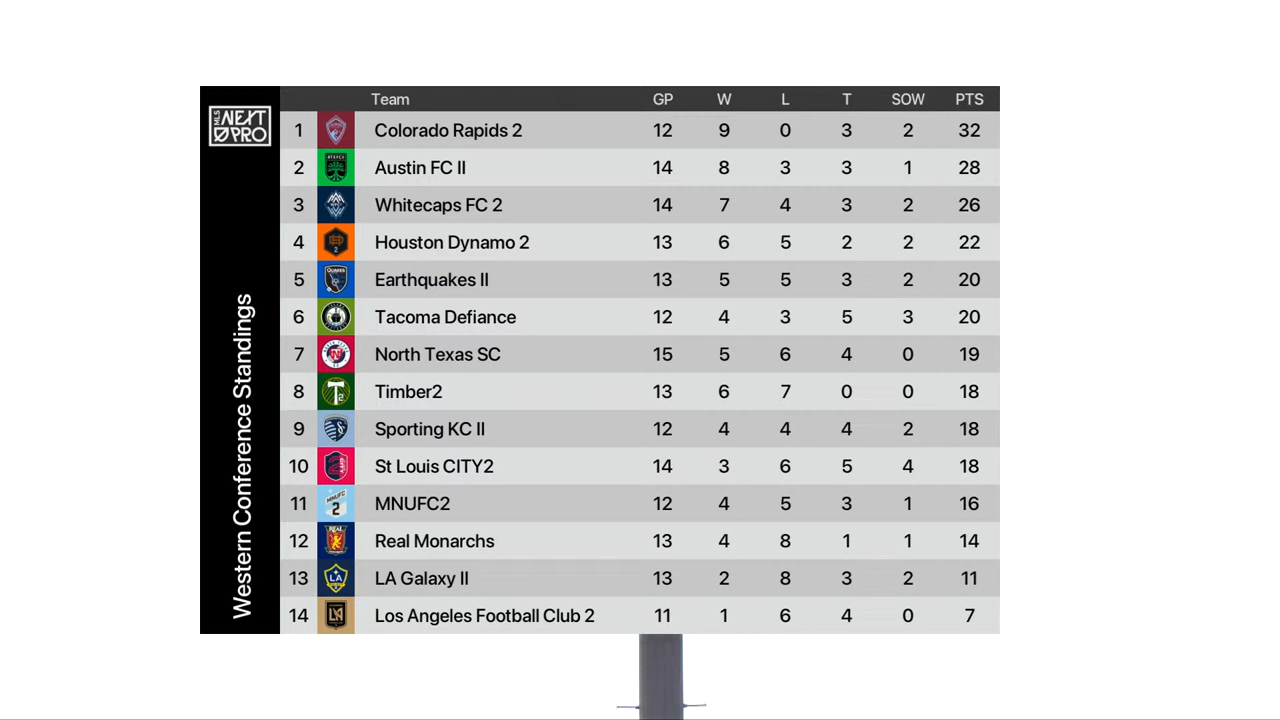 MLS NEXT PRO
Western Conference Standings
Team GP W L T SOW PTS
1 Colorado Rapids 2 12 9 0 3 2 32
2 Austin FC II 14 8 3 3 1 28
3 Whitecaps FC 2 14 7 4 3 2 26
4 Houston Dynamo 2 13 6 5 2 2 22
5 Earthquakes II 13 5 5 3 2 20
6 Tacoma Defiance 12 4 3 5 3 20
7 North Texas SC 15 5 6 4 0 19
8 Timber2 13 6 7 0 0 18
9 Sporting KC II 12 4 4 4 2 18
10 St Louis CITY2 14 3 6 5 4 18
11 MNUFC2 12 4 5 3 1 16
12 Real Monarchs 13 4 8 1 1 14
13 LA Galaxy II 13 2 8 3 2 11
14 Los Angeles Football Club 2 11 1 6 4 0 7